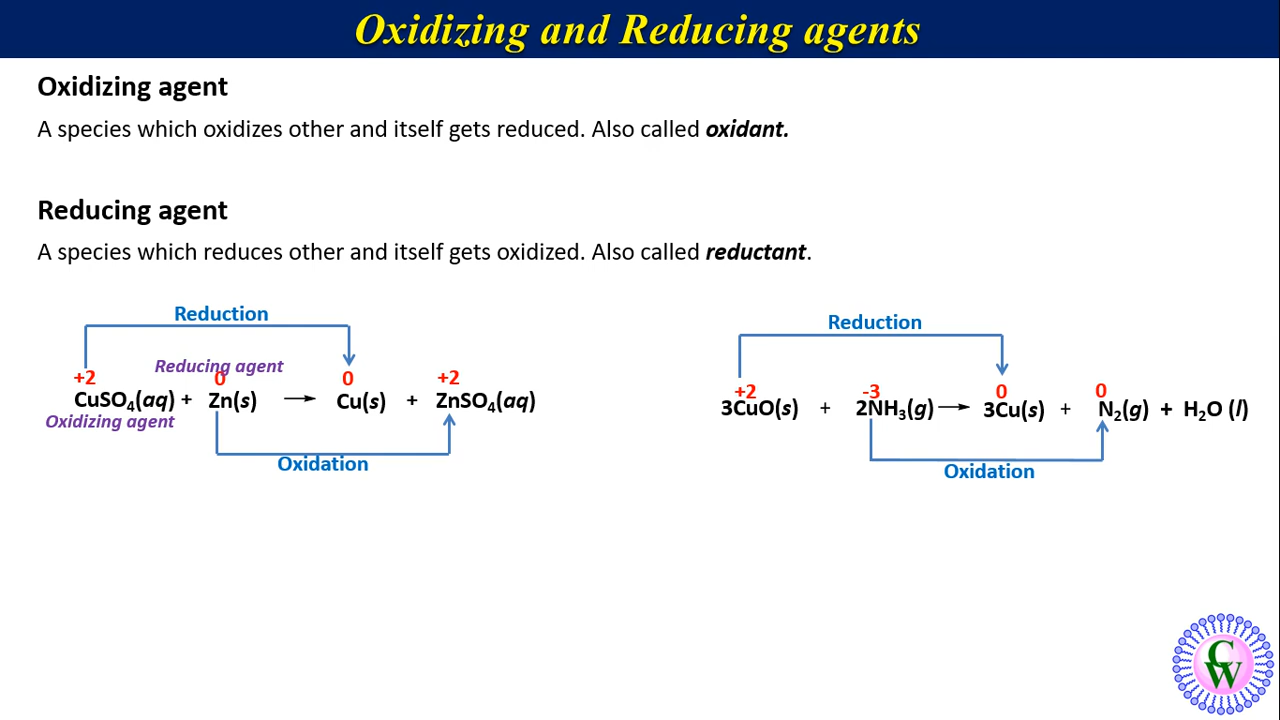 Oxidizing and Reducing agents
Oxidizing agent
A species which oxidizes other and itself gets reduced. Also called oxidant.
Reducing agent
A species which reduces other and itself gets oxidized. Also called reductant.
Reduction
Reducing agent
+2 0 0 +2
CuSO₄(aq) + Zn(s) → Cu(s) + ZnSO₄(aq)
Oxidizing agent
Oxidation
Reduction
+2 -3 0 0
3CuO(s) + 2NH₃(g) → 3Cu(s) + N₂(g) + H₂O (l)
Oxidation
CW